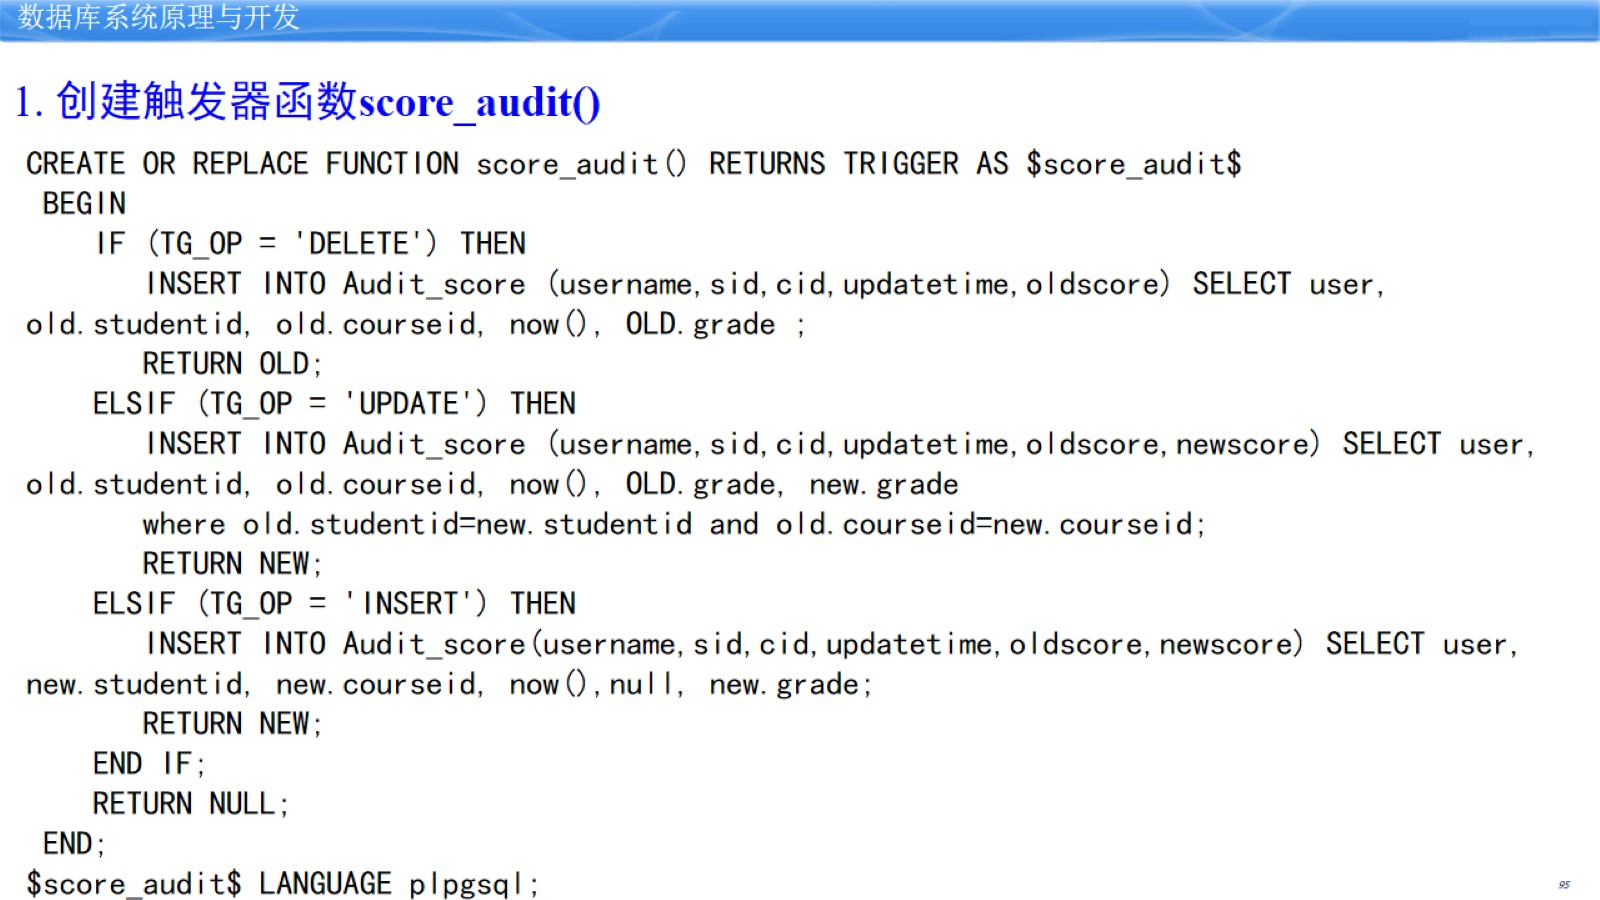 数据库系统原理与开发
1. 创建触发器函数score_audit()
CREATE OR REPLACE FUNCTION score_audit() RETURNS TRIGGER AS $score_audit$
BEGIN
IF (TG_OP = 'DELETE') THEN
INSERT INTO Audit_score (username,sid,cid,updatetime,oldscore) SELECT user,
old.studentid, old.courseid, now(), OLD.grade ;
RETURN OLD;
ELSIF (TG_OP = 'UPDATE') THEN
INSERT INTO Audit_score (username,sid,cid,updatetime,oldscore,newscore) SELECT user,
old.studentid, old.courseid, now(), OLD.grade, new.grade
where old.studentid=new.studentid and old.courseid=new.courseid;
RETURN NEW;
ELSIF (TG_OP = 'INSERT') THEN
INSERT INTO Audit_score(username,sid,cid,updatetime,oldscore,newscore) SELECT user,
new.studentid, new.courseid, now(),null, new.grade;
RETURN NEW;
END IF;
RETURN NULL;
END;
$score_audit$ LANGUAGE plpgsql;
95